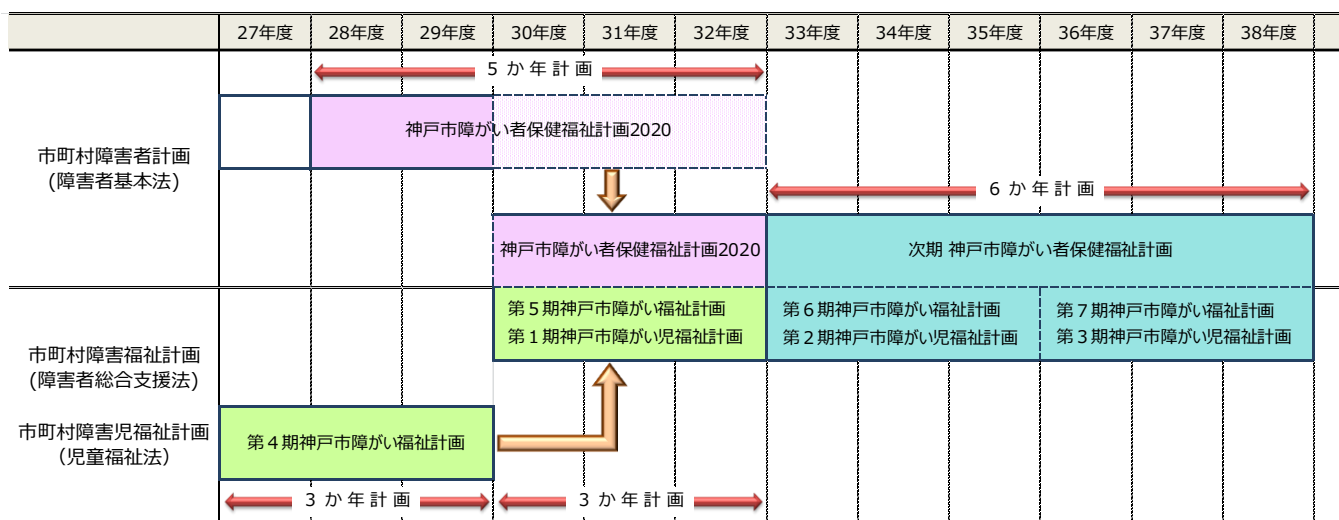 27年度 28年度 29年度 30年度 31年度 32年度 33年度 34年度 35年度 36年度 37年度 38年度
5か年計画
神戸市障がい者保健福祉計画2020
市町村障害者計画
(障害者基本法)
6か年計画
神戸市障がい者保健福祉計画2020
次期 神戸市障がい者保健福祉計画
第5期神戸市障がい福祉計画
第1期神戸市障がい児福祉計画
第6期神戸市障がい福祉計画
第2期神戸市障がい児福祉計画
第7期神戸市障がい福祉計画
第3期神戸市障がい児福祉計画
市町村障害福祉計画
(障害者総合支援法)
市町村障害児福祉計画
(児童福祉法)
第4期神戸市障がい福祉計画
3か年計画
3か年計画